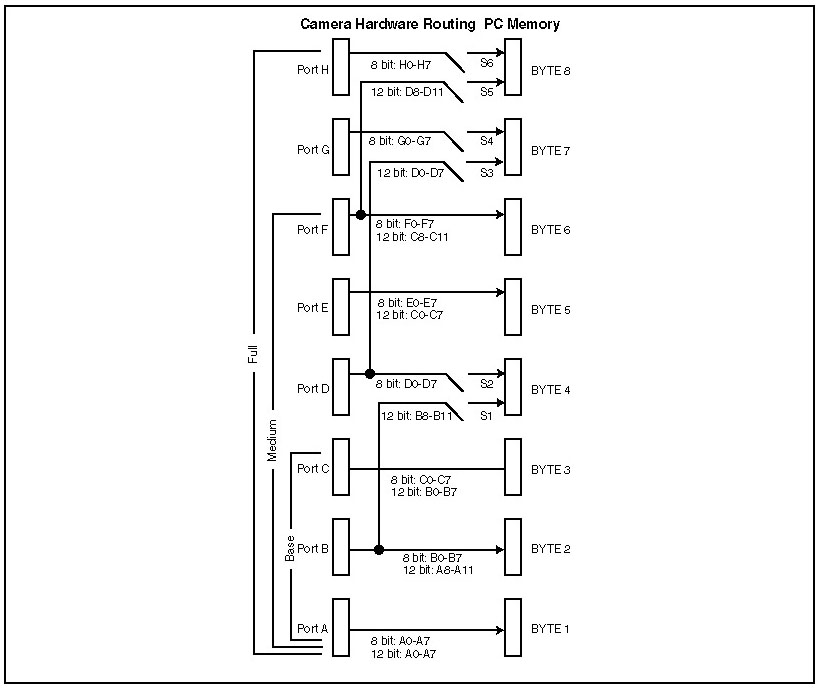 Camera Hardware Routing PC Memory
Port H
8 bit: H0-H7
S6
12 bit: D8-D11
S5
BYTE 8
Port G
8 bit: G0-G7
S4
12 bit: D0-D7
S3
BYTE 7
Port F
8 bit: F0-F7
12 bit: C8-C11
BYTE 6
Port E
8 bit: E0-E7
12 bit: C0-C7
BYTE 5
Full
Port D
8 bit: D0-D7
S2
12 bit: B8-B11
S1
BYTE 4
Medium
Port C
8 bit: C0-C7
12 bit: B0-B7
BYTE 3
Base
Port B
8 bit: B0-B7
12 bit: A8-A11
BYTE 2
Port A
8 bit: A0-A7
12 bit: A0-A7
BYTE 1